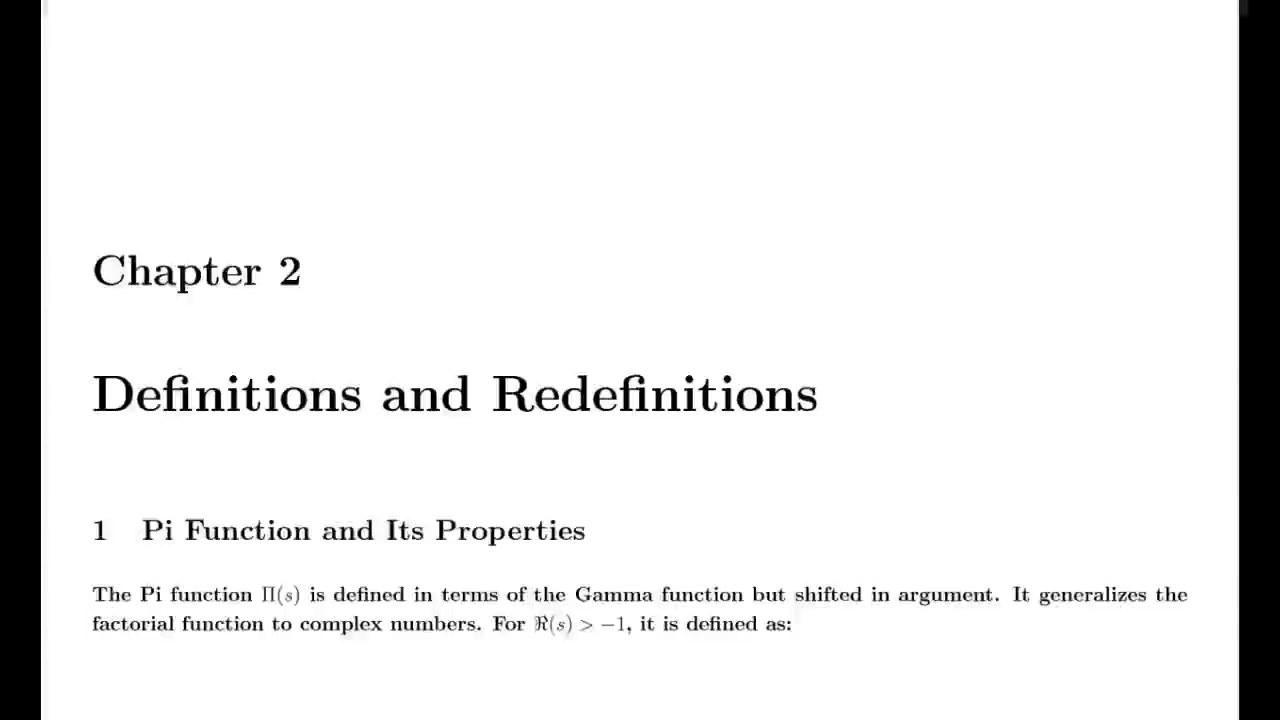 Chapter 2
Definitions and Redefinitions
1 Pi Function and Its Properties
The Pi function Π(s) is defined in terms of the Gamma function but shifted in argument. It generalizes the
factorial function to complex numbers. For ℜ(s) > −1, it is defined as: